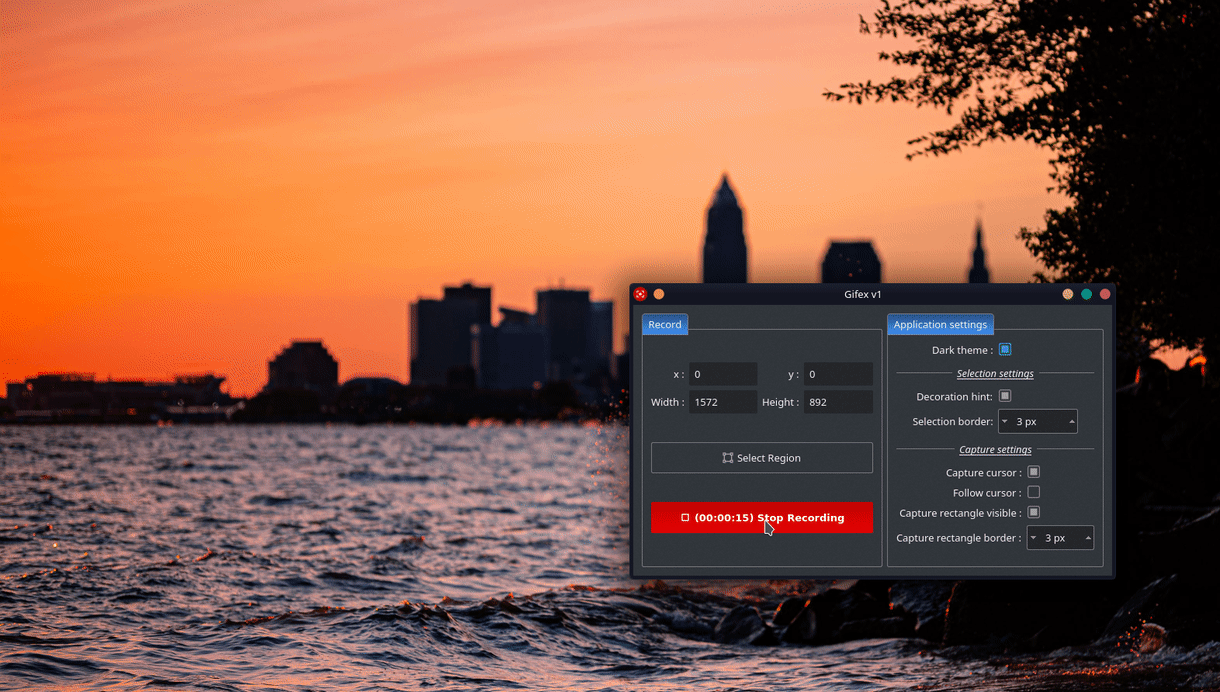 Gifex v1
Record
x : 0 y : 0
Width : 1572 Height : 892
Select Region
(00:00:15) Stop Recording
Application settings
Dark theme :
Selection settings
Decoration hint:
Selection border: 3 px
Capture settings
Capture cursor :
Follow cursor :
Capture rectangle visible :
Capture rectangle border : 3 px